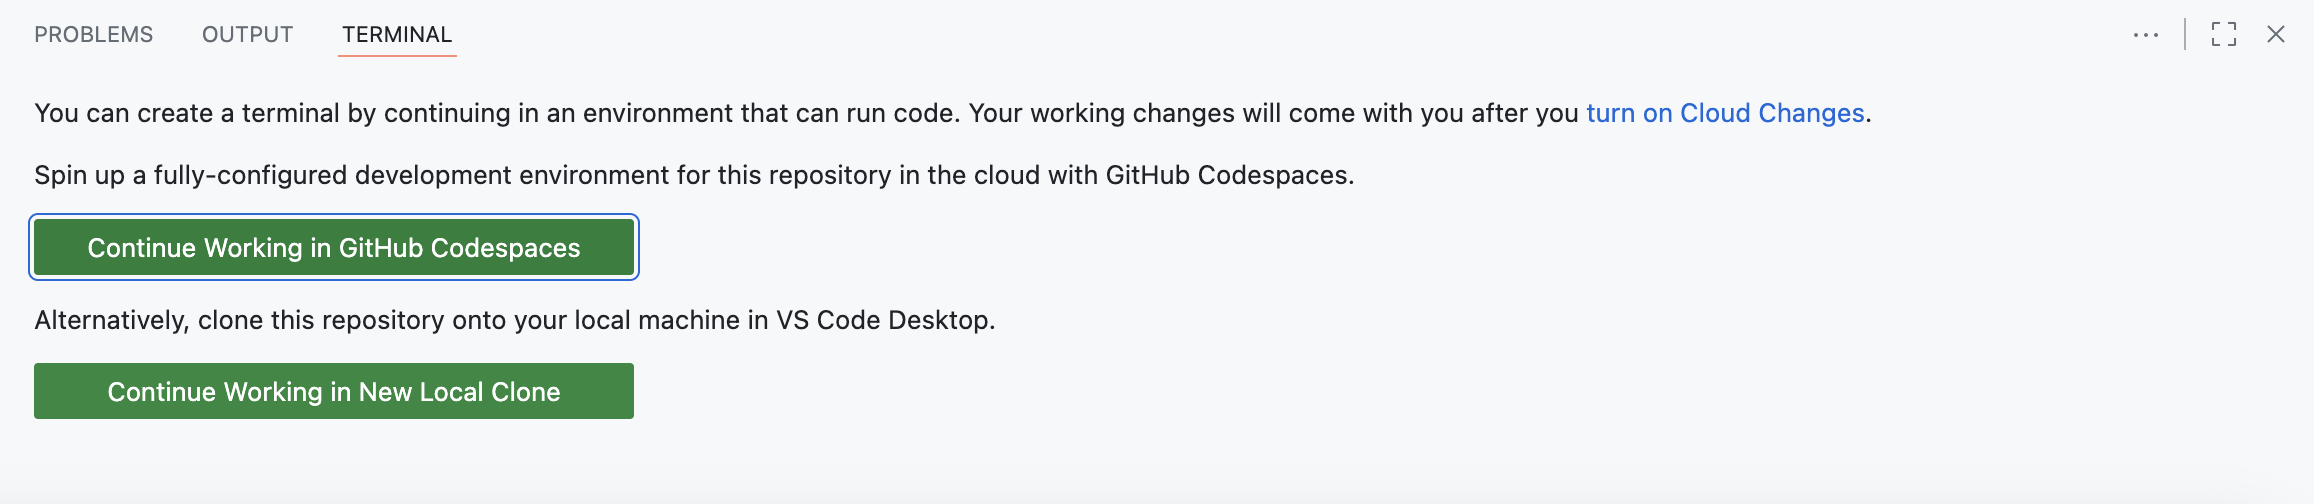 PROBLEMS OUTPUT TERMINAL
You can create a terminal by continuing in an environment that can run code. Your working changes will come with you after you turn on Cloud Changes.
Spin up a fully-configured development environment for this repository in the cloud with GitHub Codespaces.
Continue Working in GitHub Codespaces
Alternatively, clone this repository onto your local machine in VS Code Desktop.
Continue Working in New Local Clone